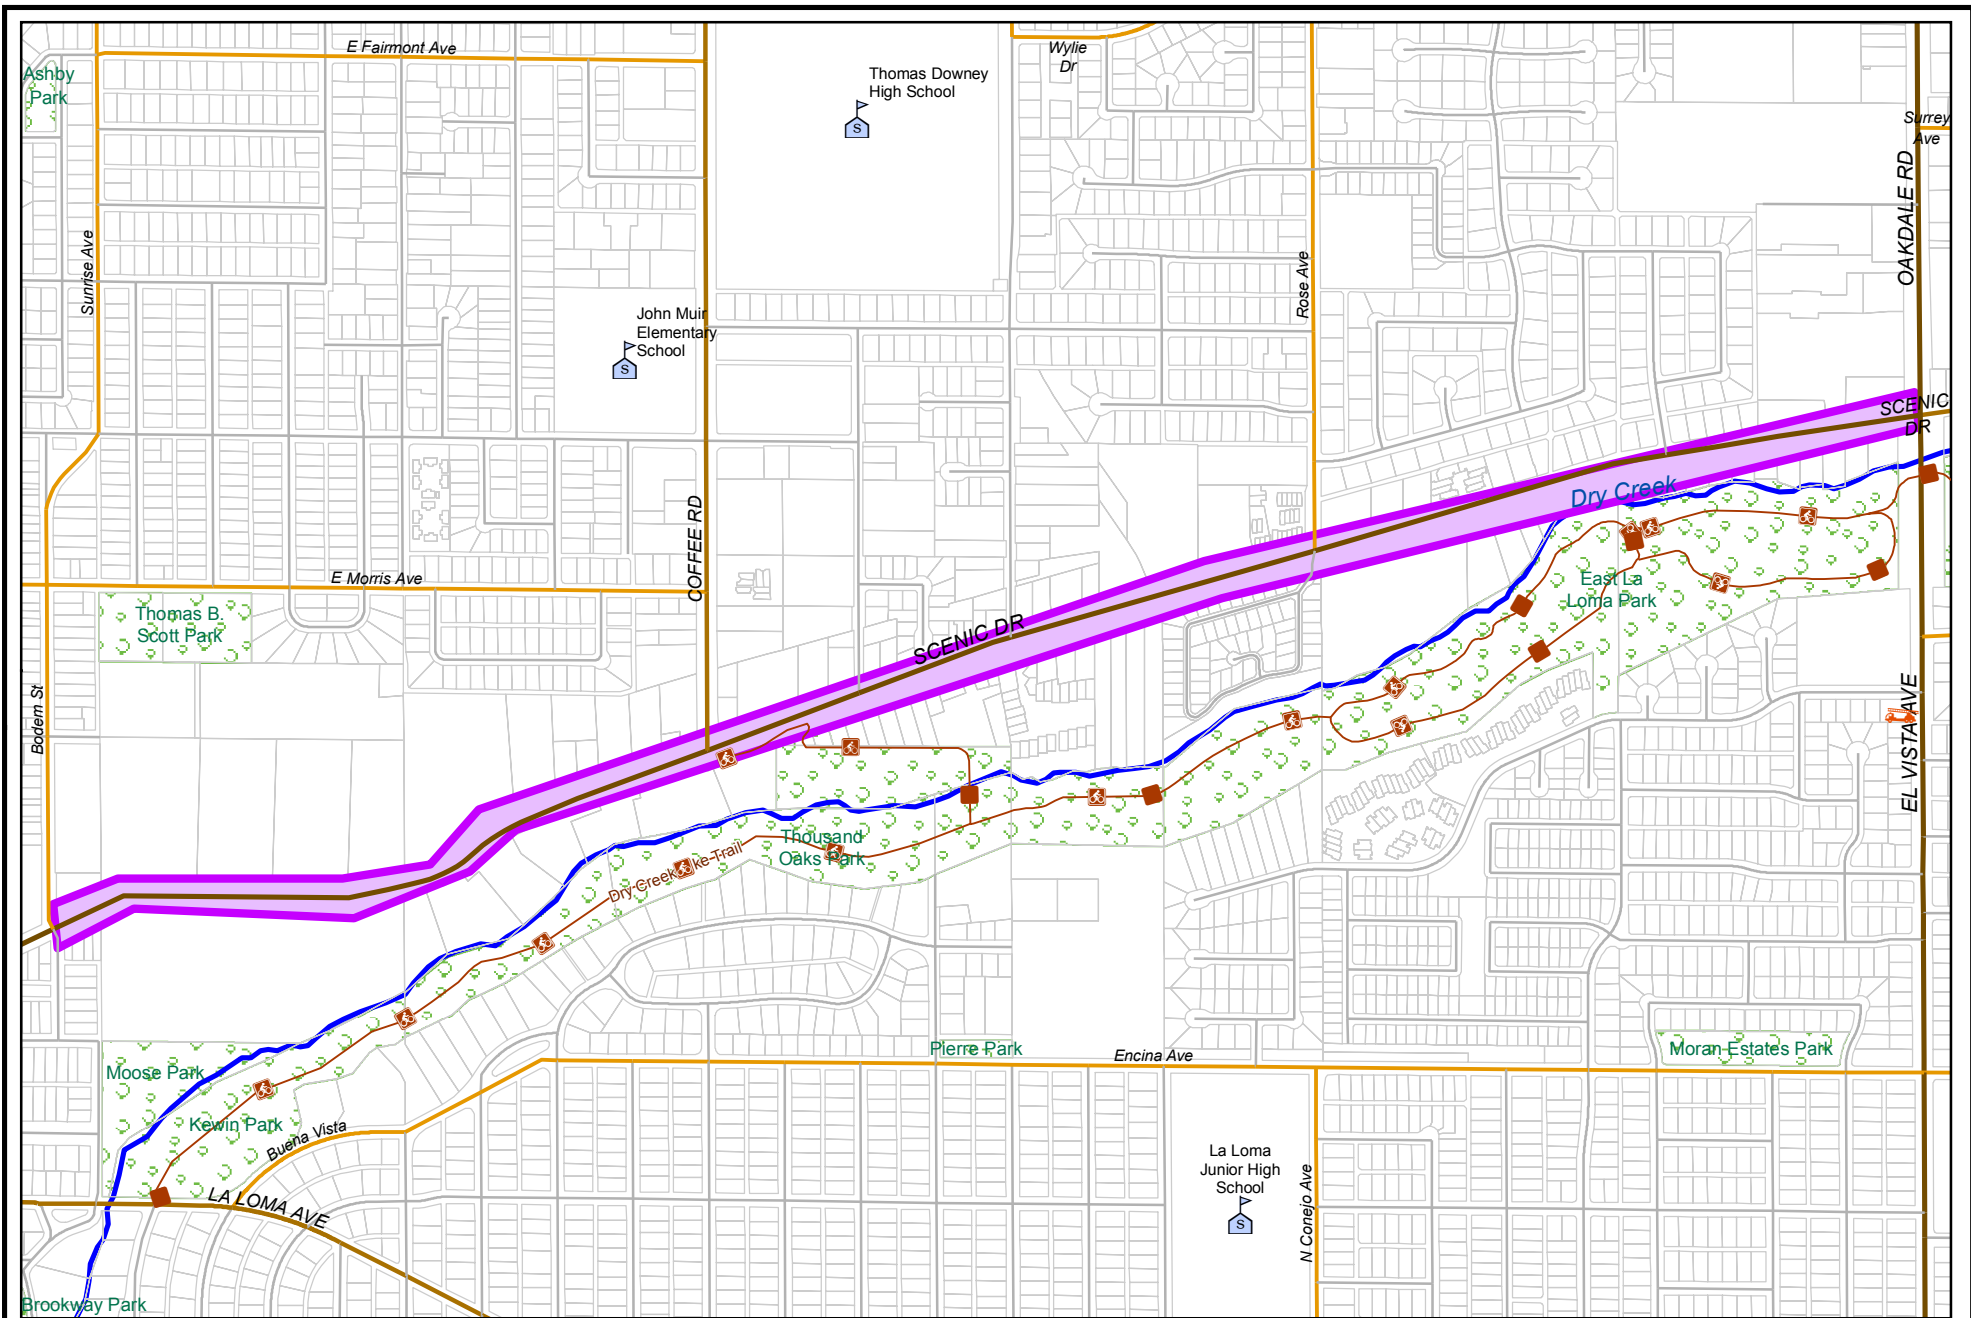 E Fairmont Ave
Wylie
Dr
Ashby
Park
Thomas Downey
High School
S
Surrey
Ave
OAKDALE RD
Sunrise Ave
Rose Ave
John Muir
Elementary
School
S
SCENIC
DR
COFFEE RD
Dry Creek
E Morris Ave
East La
Loma Park
Thomas B.
Scott Park
SCENIC DR
Bodem St
EL VISTA AVE
Thousand
Oaks Park
Dry Creek ke Trail
Pierre Park
Encina Ave
Moran Estates Park
Moose Park
Kewin Park
Buena Vista
La Loma
Junior High
School
S
N Conejo Ave
LA LOMA AVE
Brookway Park